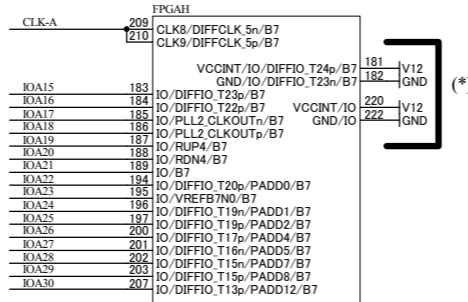 FPGAH
CLK-A 209 CLK8/DIFFCLK_5n/B7
210 CLK9/DIFFCLK_5p/B7
VCCINT/IO/DIFFIO_T24p/B7 181 V12
GND/IO/DIFFIO_T23n/B7 182 GND
(*)
IOA15 183 IO/DIFFIO_T23p/B7
IOA16 184 IO/DIFFIO_T22p/B7 VCCINT/IO 220 V12
IOA17 185 IO/PLL2_CLKOUTn/B7 GND/IO 222 GND
IOA18 186 IO/PLL2_CLKOUTp/B7
IOA19 187 IO/RUP4/B7
IOA20 188 IO/RDN4/B7
IOA21 189 IO/B7
IOA22 194 IO/DIFFIO_T20p/PADD0/B7
IOA23 195 IO/VREFB7N0/B7
IOA24 196 IO/DIFFIO_T19n/PADD1/B7
IOA25 197 IO/DIFFIO_T19p/PADD2/B7
IOA26 200 IO/DIFFIO_T17p/PADD4/B7
IOA27 201 IO/DIFFIO_T16n/PADD5/B7
IOA28 202 IO/DIFFIO_T15n/PADD7/B7
IOA29 203 IO/DIFFIO_T15p/PADD8/B7
IOA30 207 IO/DIFFIO_T13p/PADD12/B7